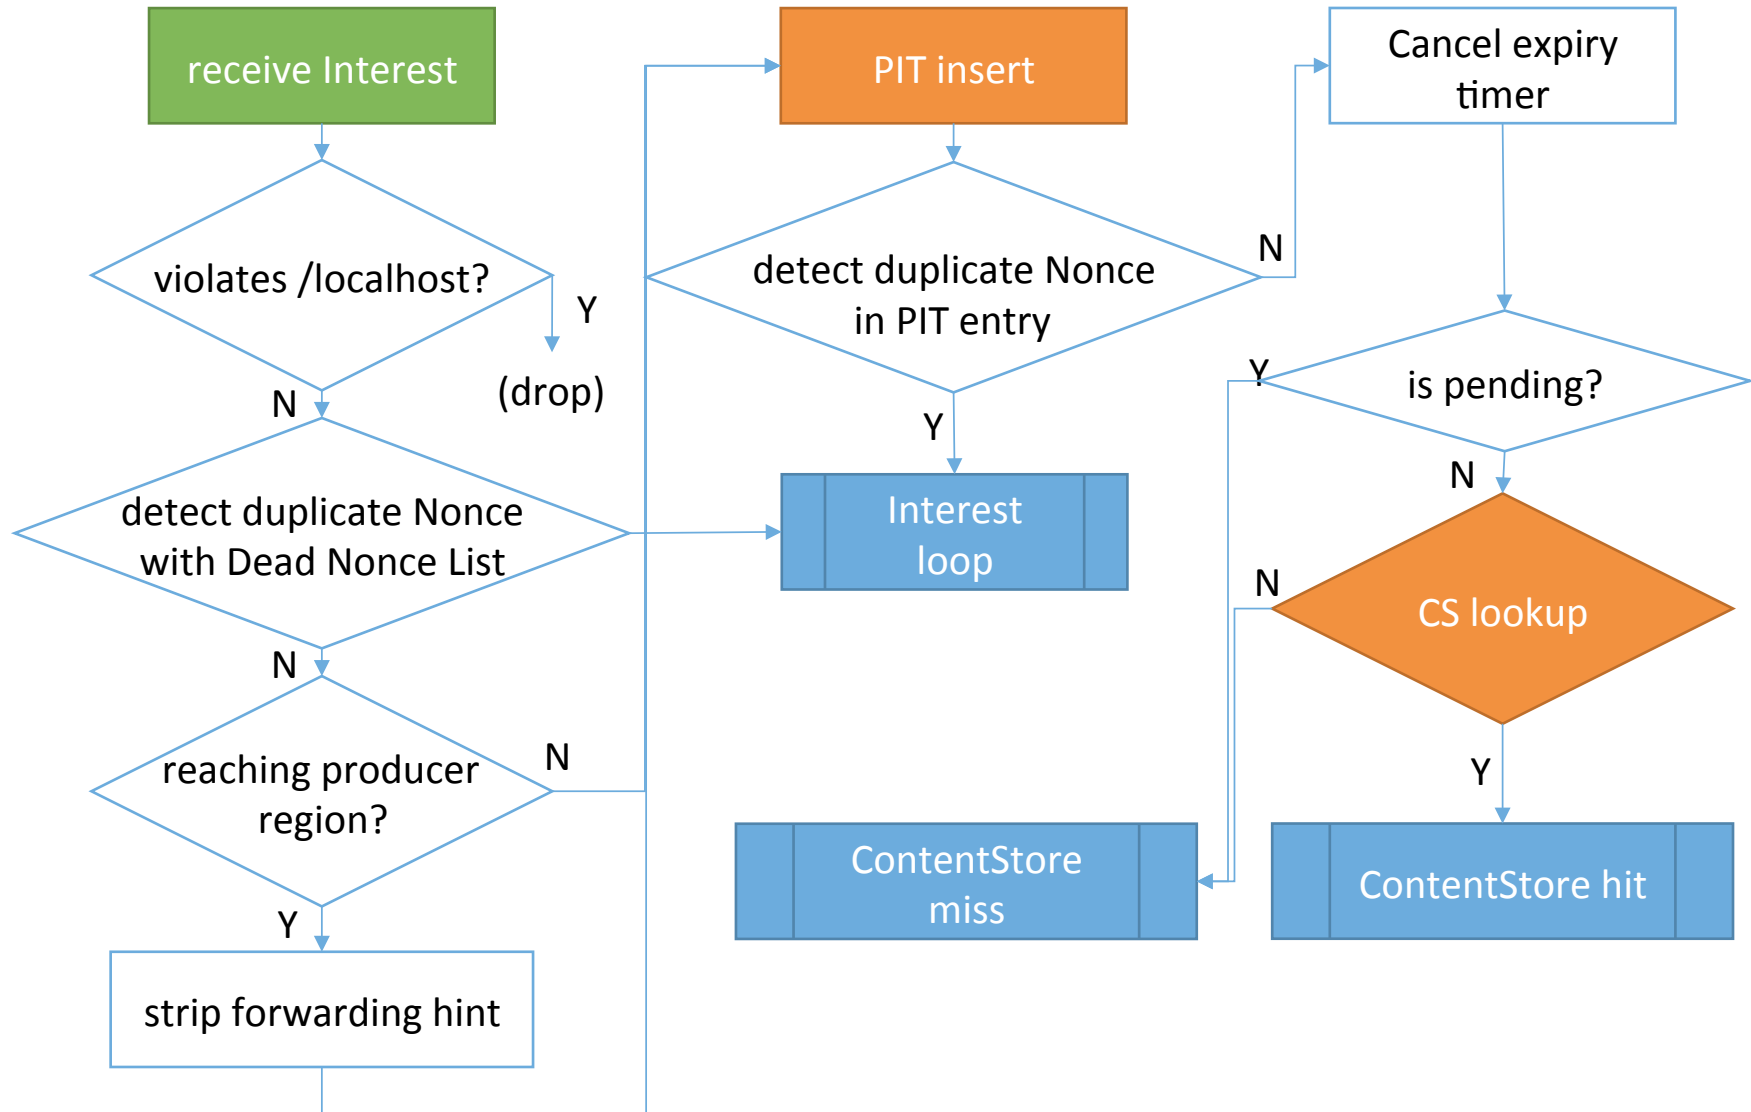 receive Interest
violates /localhost?
Y
(drop)
N
detect duplicate Nonce
with Dead Nonce List
N
reaching producer
region?
N
Y
strip forwarding hint
PIT insert
detect duplicate Nonce
in PIT entry
N
Y
Interest
loop
Cancel expiry
timer
is pending?
Y
N
CS lookup
N
Y
ContentStore
miss
ContentStore hit